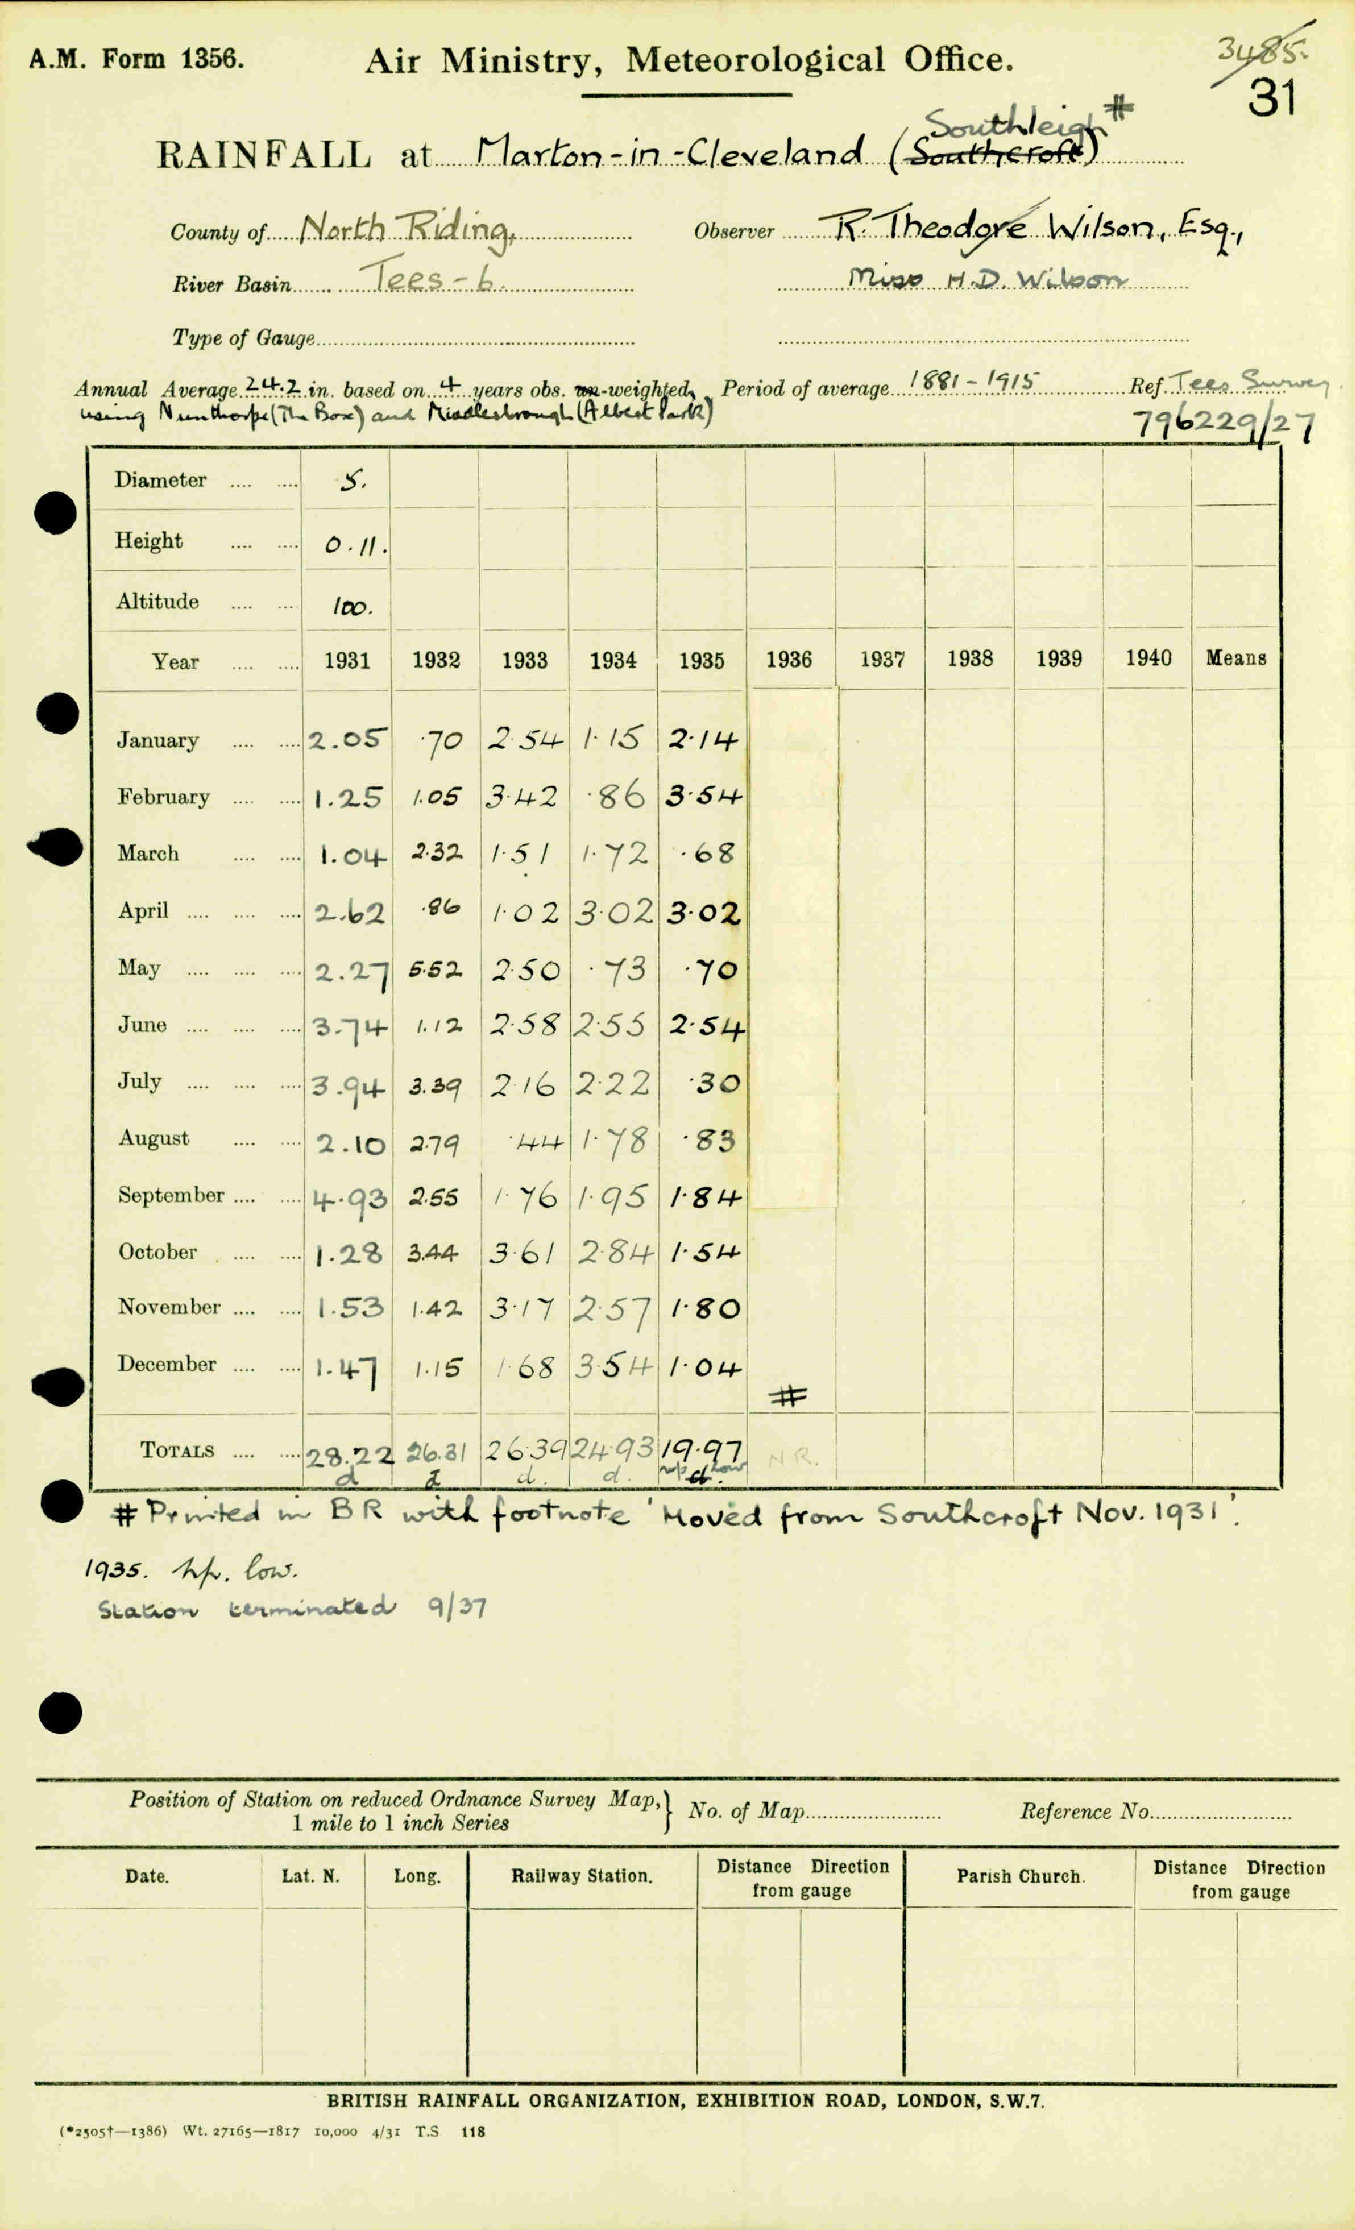 A.M. Form 1356. Air Ministry, Meteorological Office. 3485.
31
Southleigh #
RAINFALL at Marton-in-Cleveland (Southcroft)
County of North Riding. Observer R. Theodore Wilson, Esq.,
River Basin Tees-6. Miss H.D. Wilson
Type of Gauge
Annual Average 24.2 in. based on 4 years obs. un-weighted, Period of average 1881-1915 Ref. Tees Survey
using Nunthorpe (The Box) and Middlesbrough (Albert Park) 796229/27
Diameter 5.
Height 0.11.
Altitude 100.
Year 1931 1932 1933 1934 1935 1936 1937 1938 1939 1940 Means
January 2.05 .70 2.54 1.15 2.14
February 1.25 1.05 3.42 .86 3.54
March 1.04 2.32 1.51 1.72 .68
April 2.62 .86 1.02 3.02 3.02
May 2.27 5.52 2.50 .73 .70
June 3.74 1.12 2.58 2.55 2.54
July 3.94 3.39 2.16 2.22 .30
August 2.10 2.79 .44 1.78 .83
September 4.93 2.55 1.76 1.95 1.84
October 1.28 3.44 3.61 2.84 1.54
November 1.53 1.42 3.17 2.57 1.80
December 1.47 1.15 1.68 3.54 1.04
#
TOTALS 28.22 26.31 26.39 24.93 19.97 N.R.
d d d. d. d. low
# Printed in BR with footnote 'Moved from Southcroft Nov. 1931'.
1935. hp. low.
Station terminated 9/37
Position of Station on reduced Ordnance Survey Map, } No. of Map Reference No.
1 mile to 1 inch Series
Date. Lat. N. Long. Railway Station. Distance Direction Parish Church. Distance Direction
from gauge from gauge
BRITISH RAINFALL ORGANIZATION, EXHIBITION ROAD, LONDON, S.W.7.
(*2505†—1386) Wt. 27165—1817 10,000 4/31 T.S 118